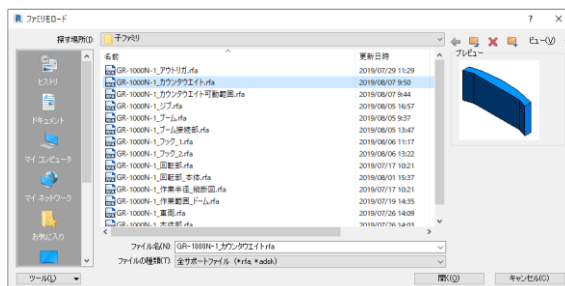 ファミリをロード ? ×
探す場所(I): 子ファミリ ビュー(V)
プレビュー
名前 更新日時
GR-1000N-1_アウトリガ.rfa 2019/07/29 11:29
GR-1000N-1_カウンタウエイト.rfa 2019/08/07 9:50
GR-1000N-1_カウンタウエイト可動範囲.rfa 2019/08/07 9:44
GR-1000N-1_ジブ.rfa 2019/08/05 16:57
GR-1000N-1_ブーム.rfa 2019/08/05 9:37
GR-1000N-1_ブーム接続部.rfa 2019/08/05 13:47
GR-1000N-1_フック_1.rfa 2019/08/06 11:17
GR-1000N-1_フック_2.rfa 2019/08/06 13:22
GR-1000N-1_回転部.rfa 2019/07/17 10:21
GR-1000N-1_回転部_本体.rfa 2019/08/01 15:37
GR-1000N-1_作業半径_縦断図.rfa 2019/07/17 10:21
GR-1000N-1_作業範囲_ドーム.rfa 2019/07/19 14:35
GR-1000N-1_車両.rfa 2019/07/26 14:09
GR-1000N-1_本体部.rfa 2019/07/26 14:03
ヒストリ
ドキュメント
マイ コンピュータ
マイ ネットワーク
お気に入り
ファイル名(N): GR-1000N-1_カウンタウエイト.rfa
ファイルの種類(T): 全サポートファイル (*.rfa, *.adsk)
ツール(L) 開く(O) キャンセル(C)